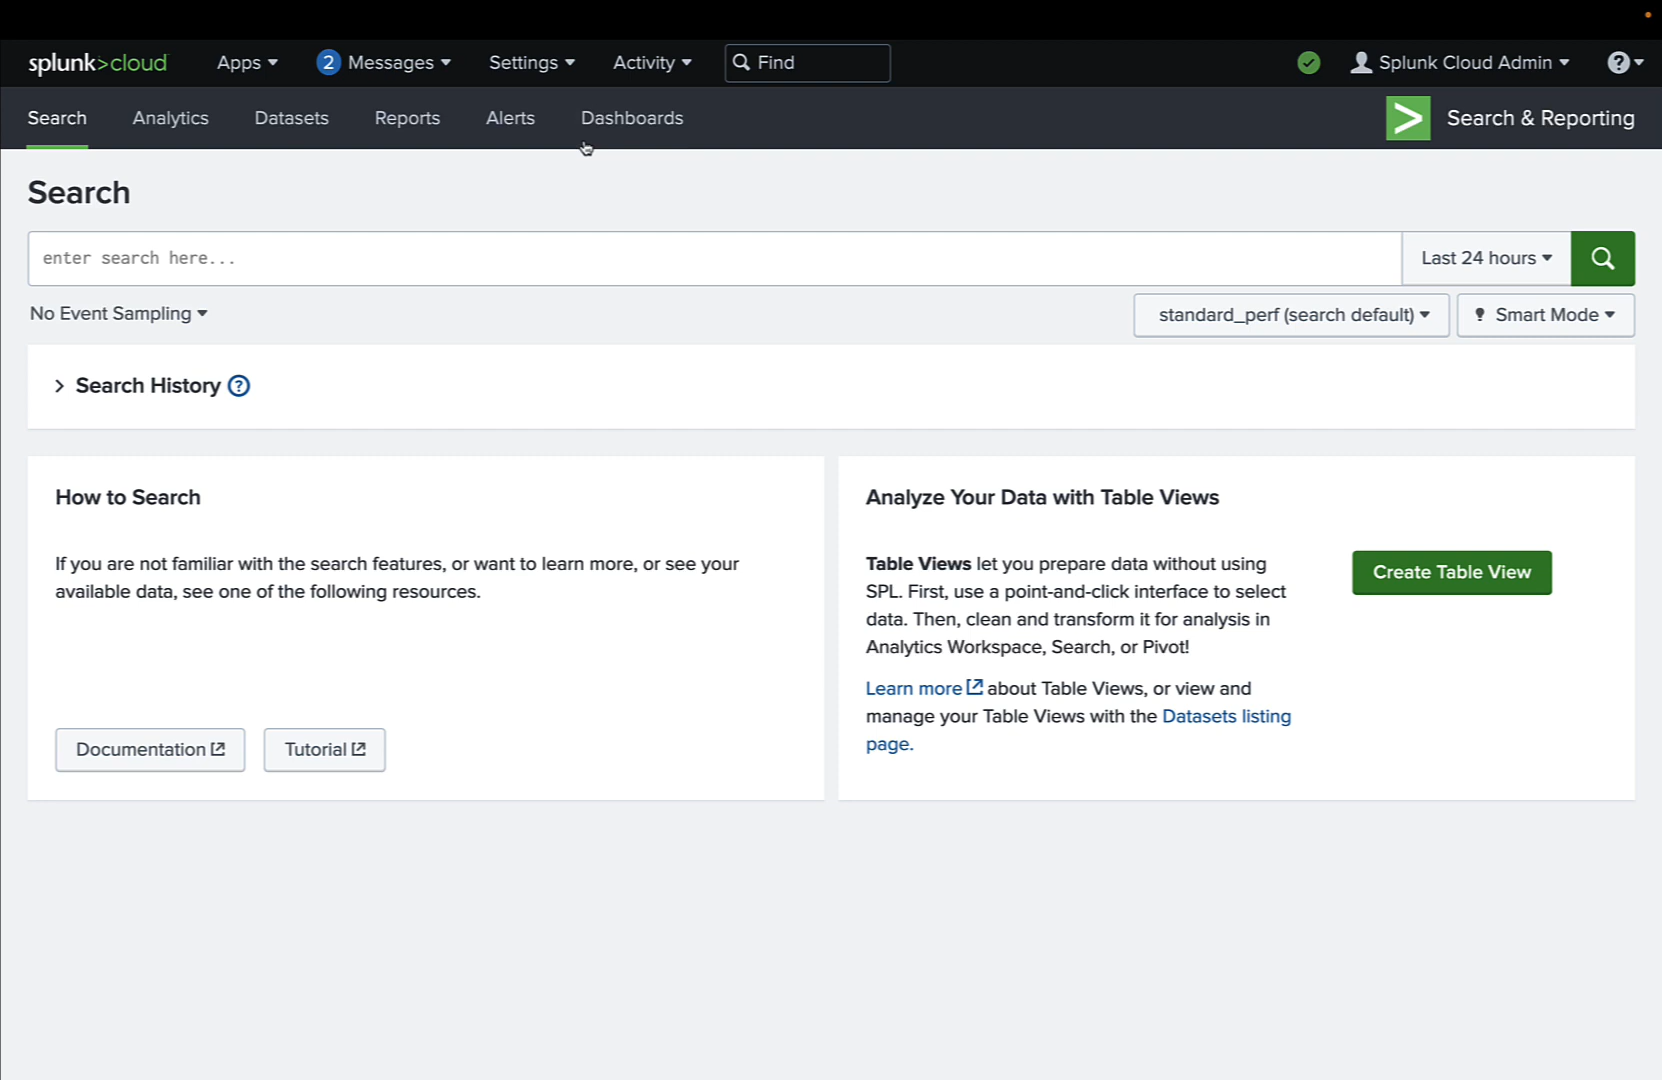 splunk>cloud Apps 2 Messages Settings Activity Find Splunk Cloud Admin ?
Search Analytics Datasets Reports Alerts Dashboards > Search & Reporting
Search
enter search here... Last 24 hours
No Event Sampling standard_perf (search default) Smart Mode
> Search History ?
How to Search
If you are not familiar with the search features, or want to learn more, or see your
available data, see one of the following resources.
Documentation Tutorial
Analyze Your Data with Table Views
Table Views let you prepare data without using
SPL. First, use a point-and-click interface to select
data. Then, clean and transform it for analysis in
Analytics Workspace, Search, or Pivot!
Create Table View
Learn more about Table Views, or view and
manage your Table Views with the Datasets listing
page.